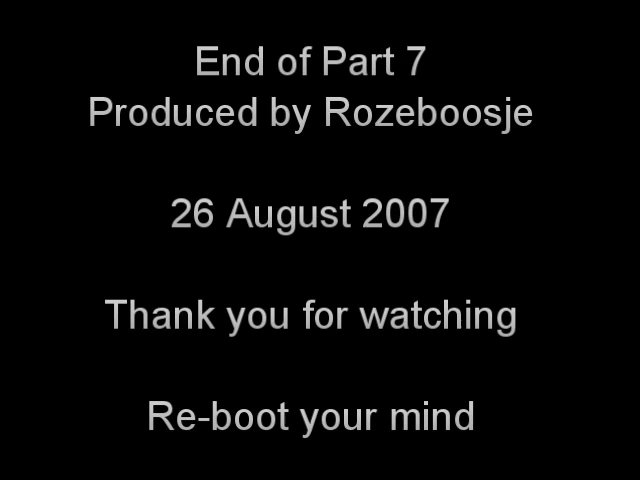 End of Part 7
Produced by Rozeboosje
26 August 2007
Thank you for watching
Re-boot your mind